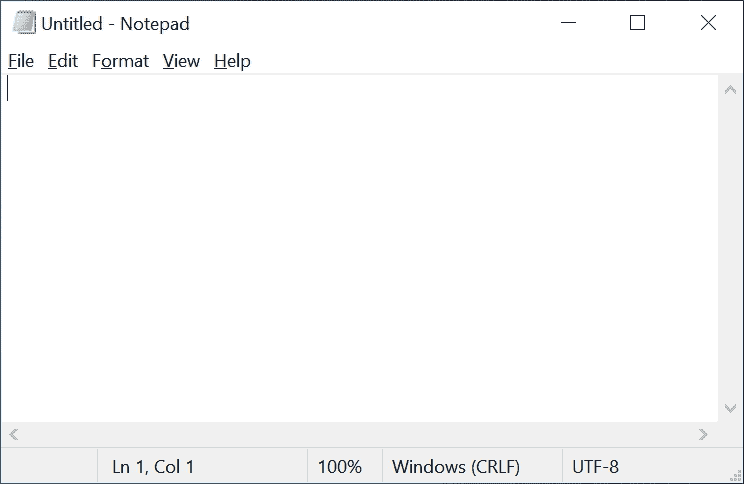 Untitled - Notepad
File Edit Format View Help
Ln 1, Col 1 100% Windows (CRLF) UTF-8